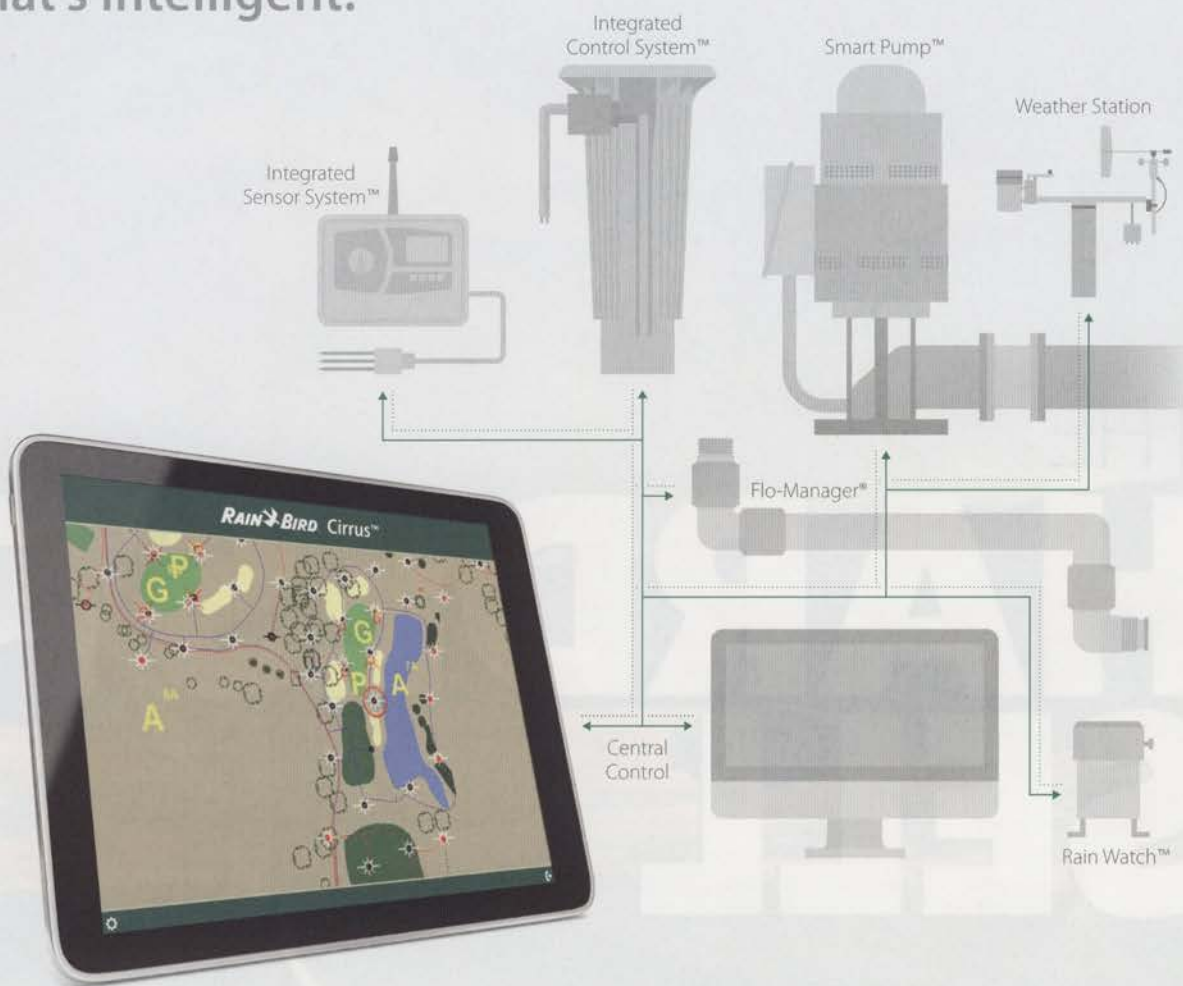 intelligent.
Integrated
Control System™
Smart Pump™
Weather Station
Integrated
Sensor System™
Flo-Manager®
RAIN BIRD Cirrus™
G P
G
P A
A
Central
Control
Rain Watch™